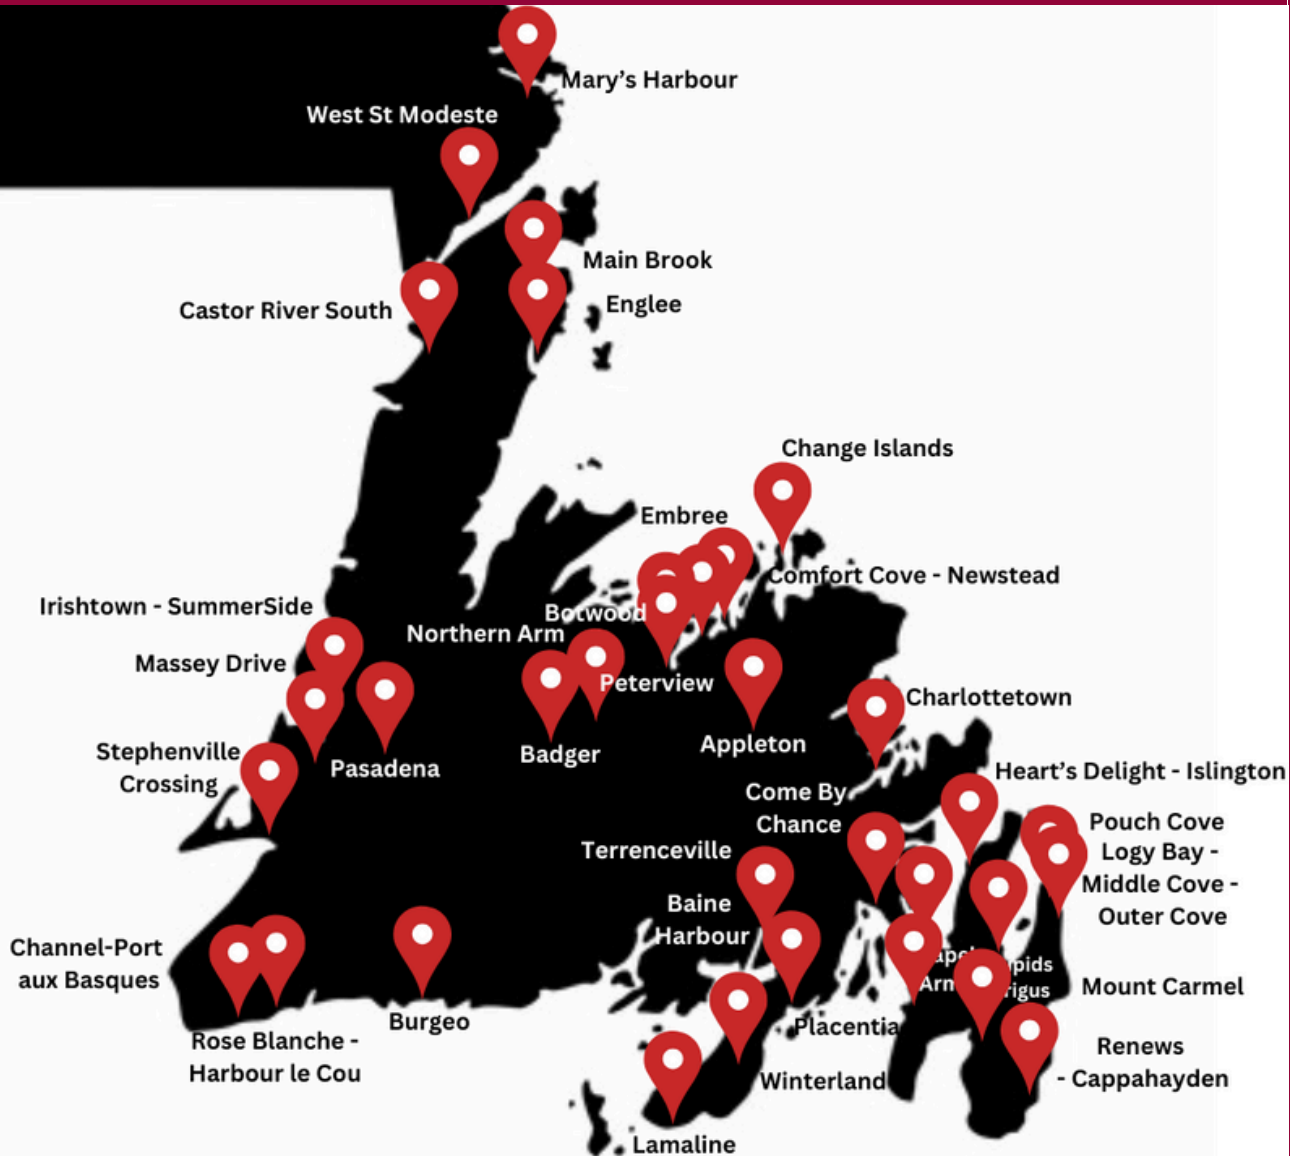 Mary's Harbour
West St Modeste
Main Brook
Castor River South
Englee
Change Islands
Embree
Comfort Cove - Newstead
Irishtown - SummerSide
Botwood
Northern Arm
Massey Drive
Peterview
Charlottetown
Stephenville
Crossing
Pasadena
Badger
Appleton
Heart's Delight - Islington
Come By
Chance
Pouch Cove
Terrenceville
Logy Bay -
Middle Cove -
Outer Cove
Baine
Harbour
Channel-Port
aux Basques
Mount Carmel
Burgeo
Placentia
Rose Blanche -
Harbour le Cou
Renews
- Cappahayden
Winterland
Lamaline